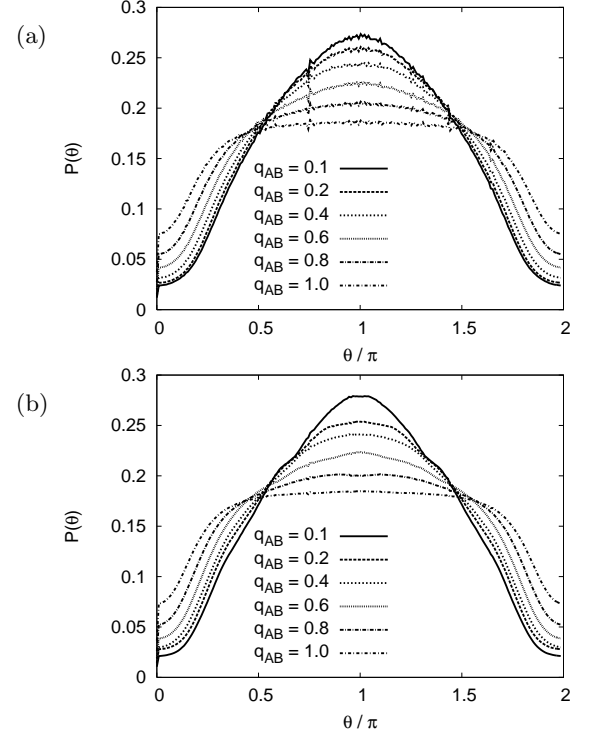 (a)
0.3
0.25
0.2
0.15
0.1
0.05
0
P(θ)
q_AB = 0.1
q_AB = 0.2
q_AB = 0.4
q_AB = 0.6
q_AB = 0.8
q_AB = 1.0
0 0.5 1 1.5 2
θ / π
(b)
0.3
0.25
0.2
0.15
0.1
0.05
0
P(θ)
q_AB = 0.1
q_AB = 0.2
q_AB = 0.4
q_AB = 0.6
q_AB = 0.8
q_AB = 1.0
0 0.5 1 1.5 2
θ / π